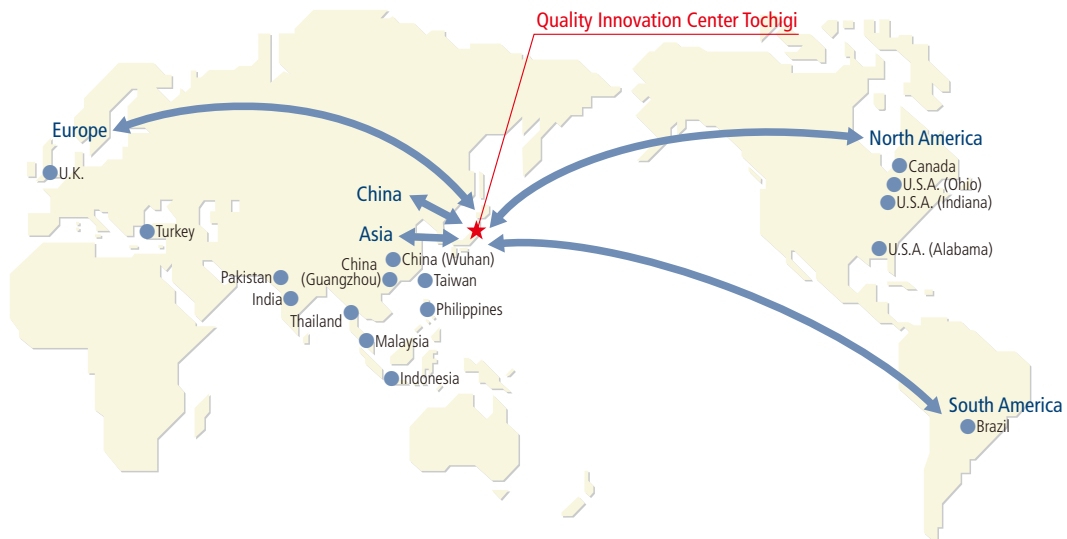 Quality Innovation Center Tochigi
Europe
North America
U.K.
Canada
U.S.A. (Ohio)
China
U.S.A. (Indiana)
Turkey
Asia
U.S.A. (Alabama)
China (Wuhan)
China
(Guangzhou)
Pakistan
Taiwan
India
Philippines
Thailand
Malaysia
Indonesia
South America
Brazil